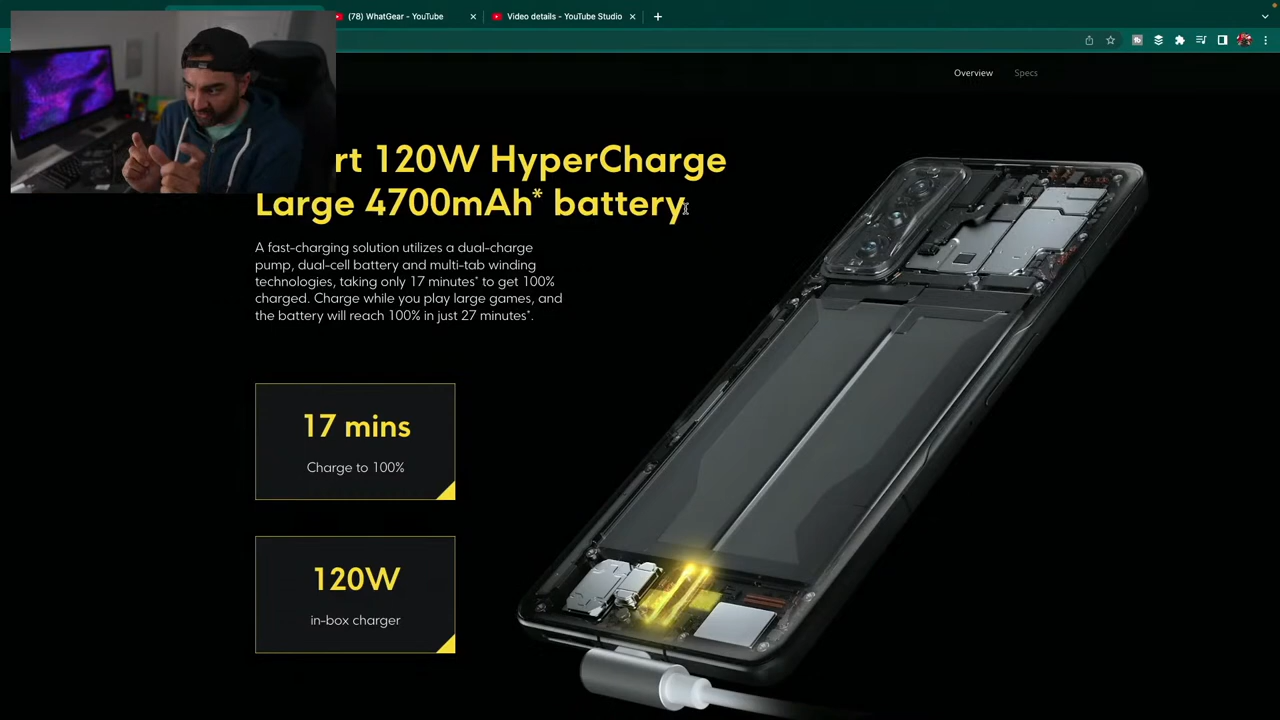 (78) WhatGear - YouTube
Video details - YouTube Studio
Overview
Specs
120W HyperCharge
Large 4700mAh* battery
A fast-charging solution utilizes a dual-charge
pump, dual-cell battery and multi-tab winding
technologies, taking only 17 minutes* to get 100%
charged. Charge while you play large games, and
the battery will reach 100% in just 27 minutes*.
17 mins
Charge to 100%
120W
in-box charger